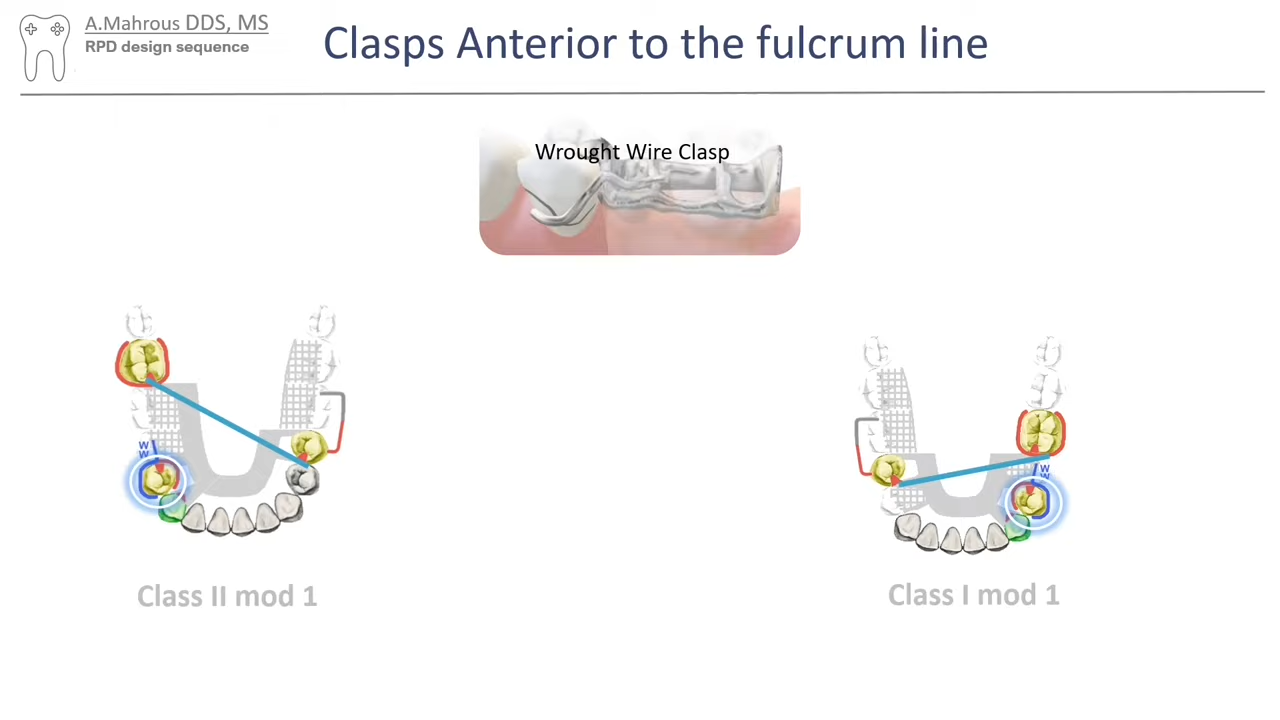 A.Mahrous DDS, MS
RPD design sequence
Clasps Anterior to the fulcrum line
Wrought Wire Clasp
W
W
W
W
Class II mod 1
Class I mod 1